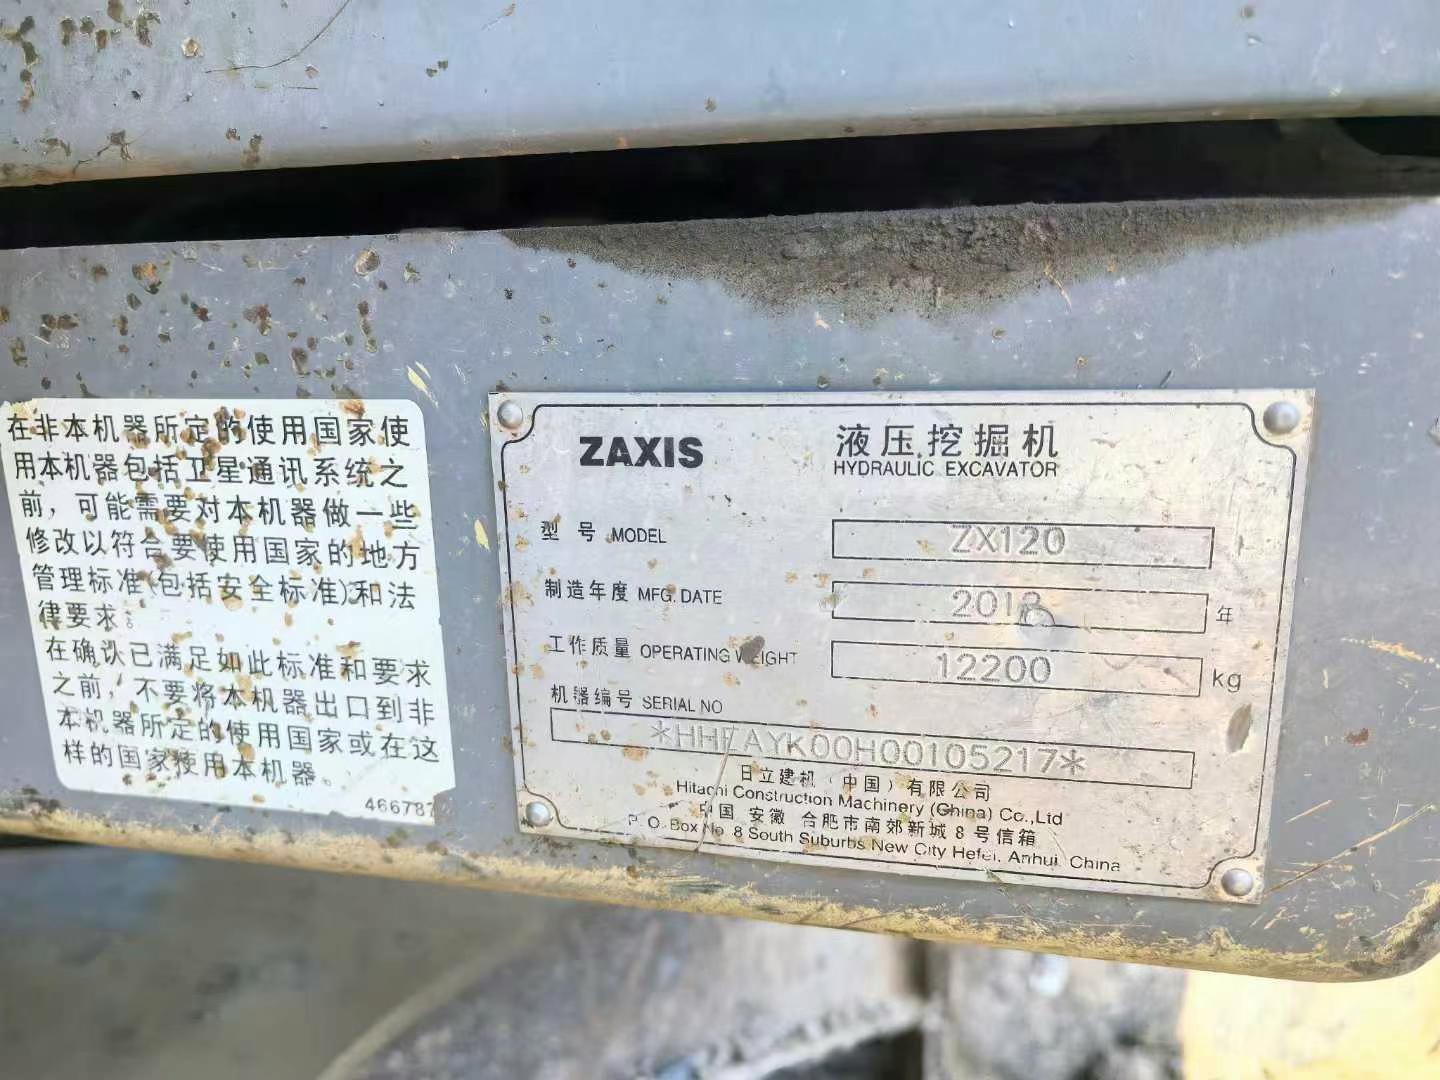 在非本机器所定的使用国家使
用本机器包括卫星通讯系统之
前，可能需要对本机器做一些
修改以符合要使用国家的地方
管理标准(包括安全标准)和法
律要求。
在确认已满足如此标准和要求
之前，不要将本机器出口到非
本机器所定的使用国家或在这
样的国家使用本机器。
ZAXIS
液压挖掘机
HYDRAULIC EXCAVATOR
型号 MODEL ZX120
制造年度 MFG. DATE 年
工作质量 OPERATING WEIGHT 12200 kg
机器编号 SERIAL NO
日立建机（中国）有限公司
Hitachi Construction Machinery (China) Co.,Ltd
中国 安徽 合肥市南郊新城8号信箱
P.O.Box No.8 South Suburbs New City Hefei. Anhui. China